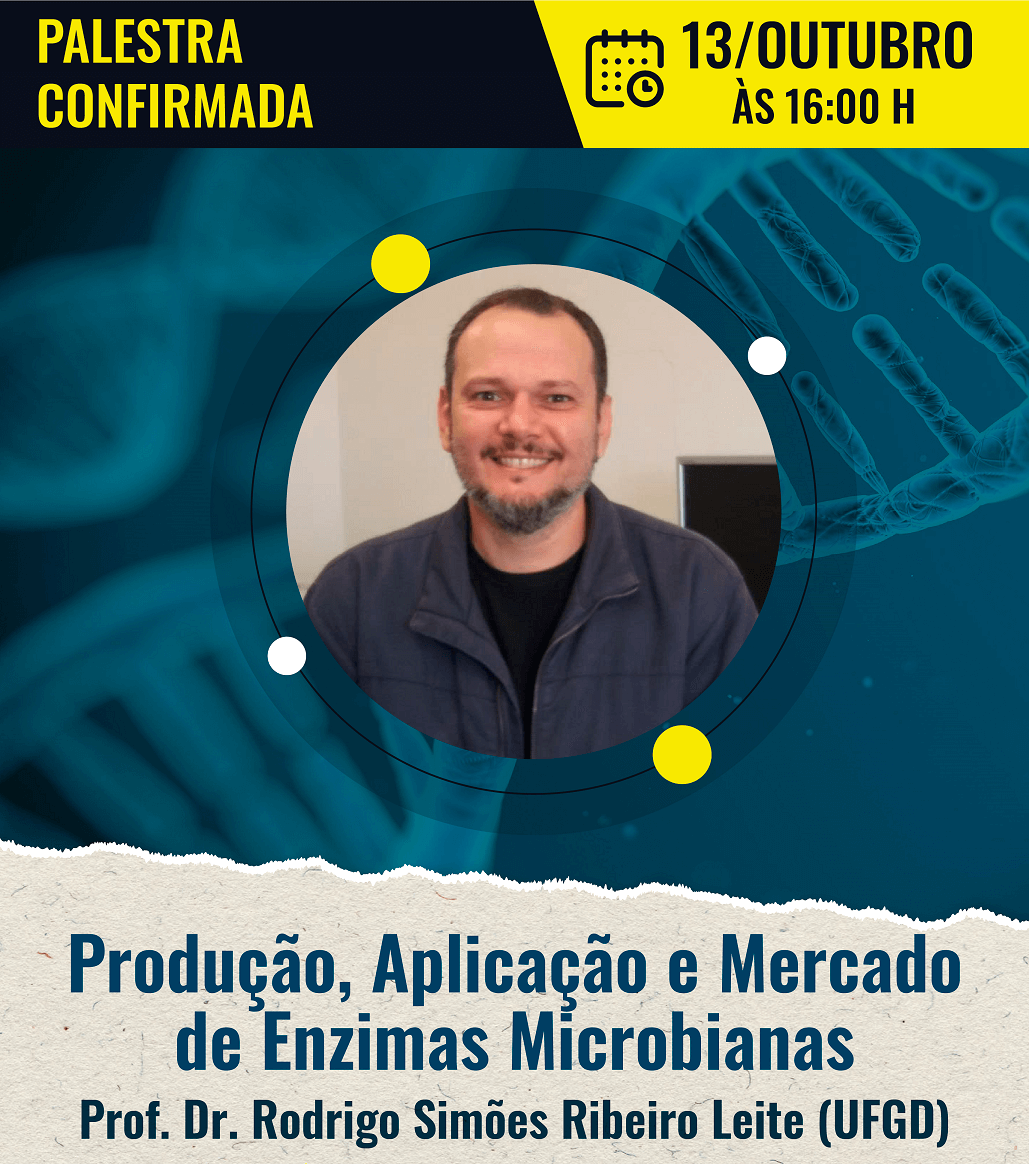 PALESTRA
CONFIRMADA
13/OUTUBRO
ÀS 16:00 H
Produção, Aplicação e Mercado
de Enzimas Microbianas
Prof. Dr. Rodrigo Simões Ribeiro Leite (UFGD)